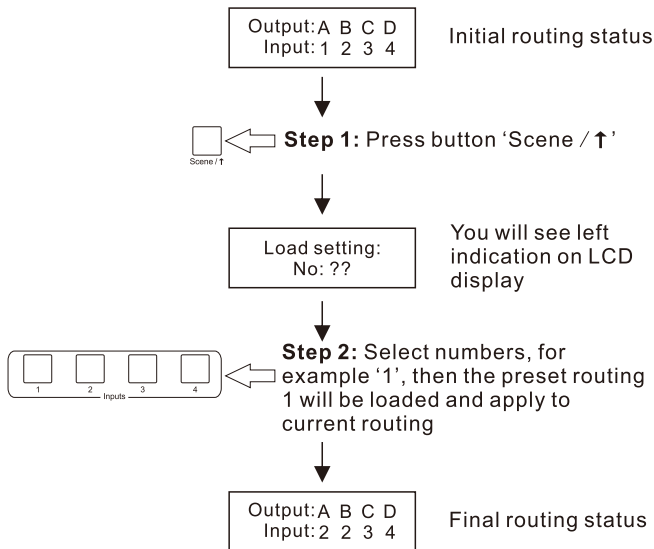 Output: A B C D
Input: 1 2 3 4
Initial routing status
Step 1: Press button ‘Scene / ↑’
Scene / ↑
Load setting:
No: ??
You will see left
indication on LCD
display
Step 2: Select numbers, for
example ‘1’, then the preset routing
1 will be loaded and apply to
current routing
1 2 3 4
Inputs
Output: A B C D
Input: 2 2 3 4
Final routing status